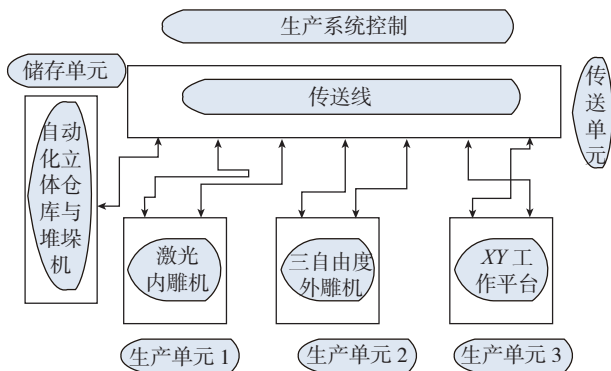 生产系统控制
储存单元
传送线
传送单元
自动
化立
体仓
库与
堆垛
机
激光
内雕机
三自由度
外雕机
XY 工
作平台
生产单元 1
生产单元 2
生产单元 3